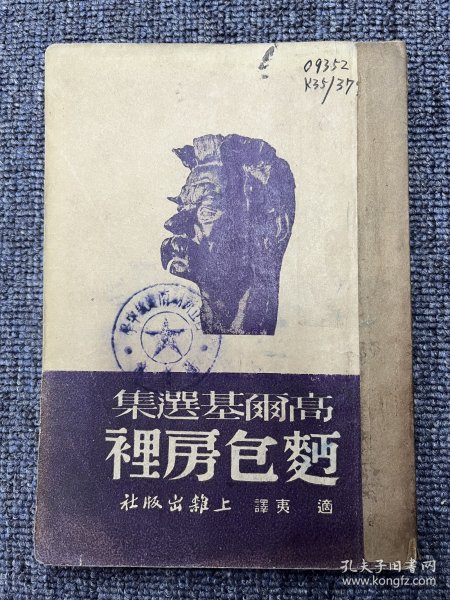 09352
K35/37
高爾基選集
麵包房裡
適夷譯 上雜出版社
孔夫子旧书网
www.kongfz.com